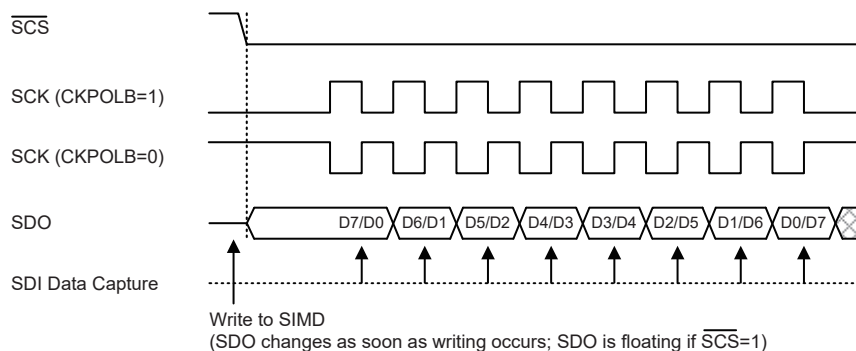 SCS
SCK (CKPOLB=1)
SCK (CKPOLB=0)
SDO
D7/D0 D6/D1 D5/D2 D4/D3 D3/D4 D2/D5 D1/D6 D0/D7
SDI Data Capture
Write to SIMD
(SDO changes as soon as writing occurs; SDO is floating if SCS=1)